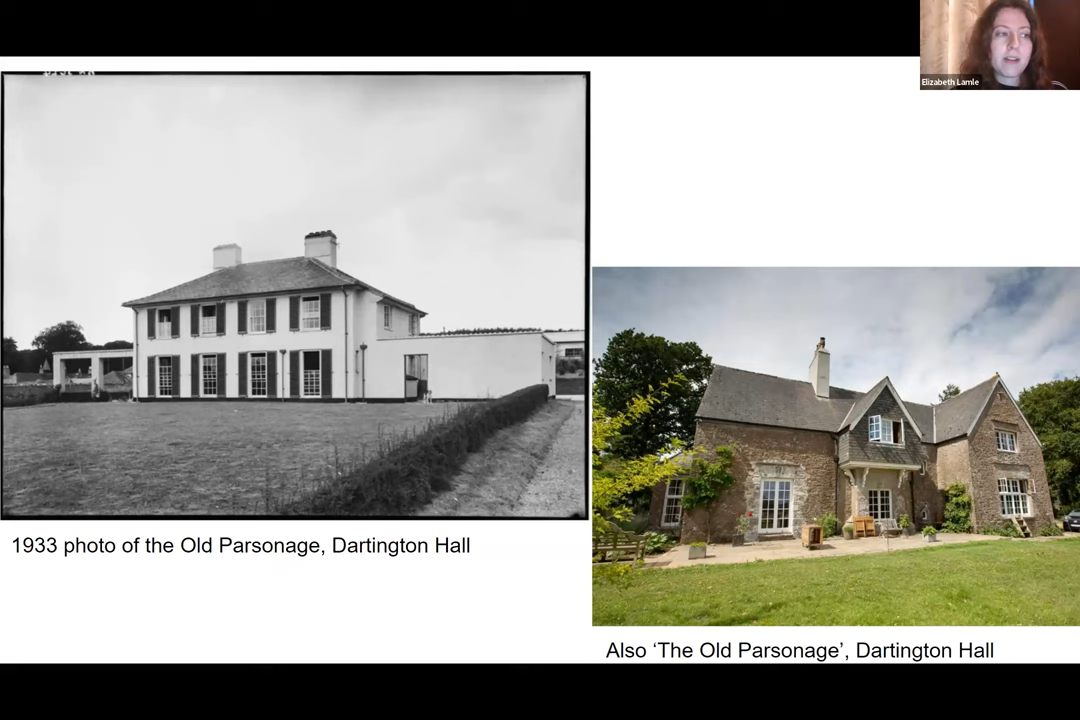 Elizabeth Lamle
1933 photo of the Old Parsonage, Dartington Hall
Also ‘The Old Parsonage’, Dartington Hall